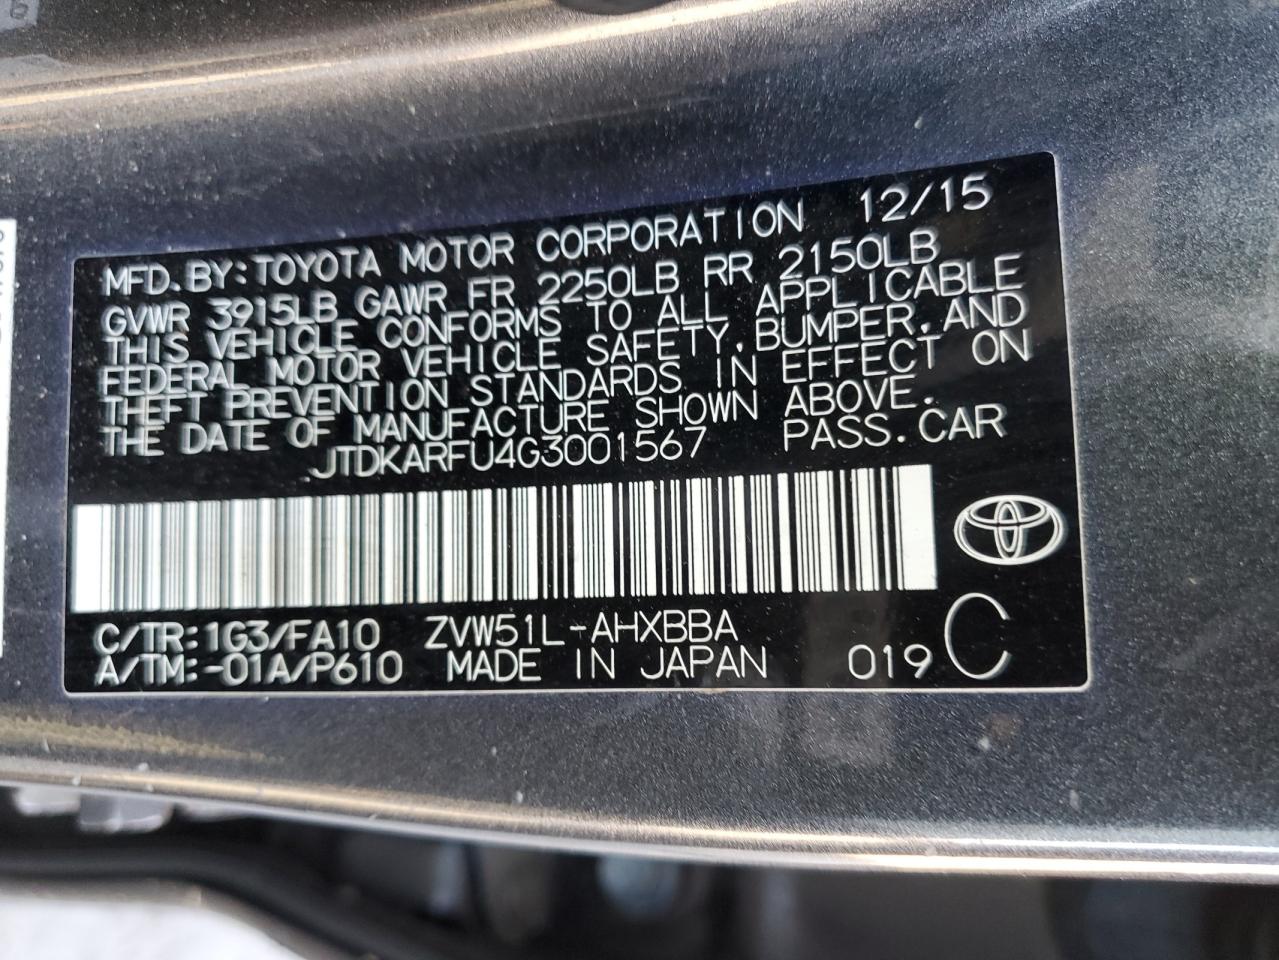 MFD.BY:TOYOTA MOTOR CORPORATION 12/15
GVWR 3915LB GAWR FR 2250LB RR 2150LB
THIS VEHICLE CONFORMS TO ALL APPLICABLE
FEDERAL MOTOR VEHICLE SAFETY,BUMPER,AND
THEFT PREVENTION STANDARDS IN EFFECT ON
THE DATE OF MANUFACTURE SHOWN ABOVE.
JTDKARFU4G3001567 PASS.CAR
C/TR:1G3/FA10 ZVW51L-AHXBBA
A/TM:-01A/P610 MADE IN JAPAN 019 C